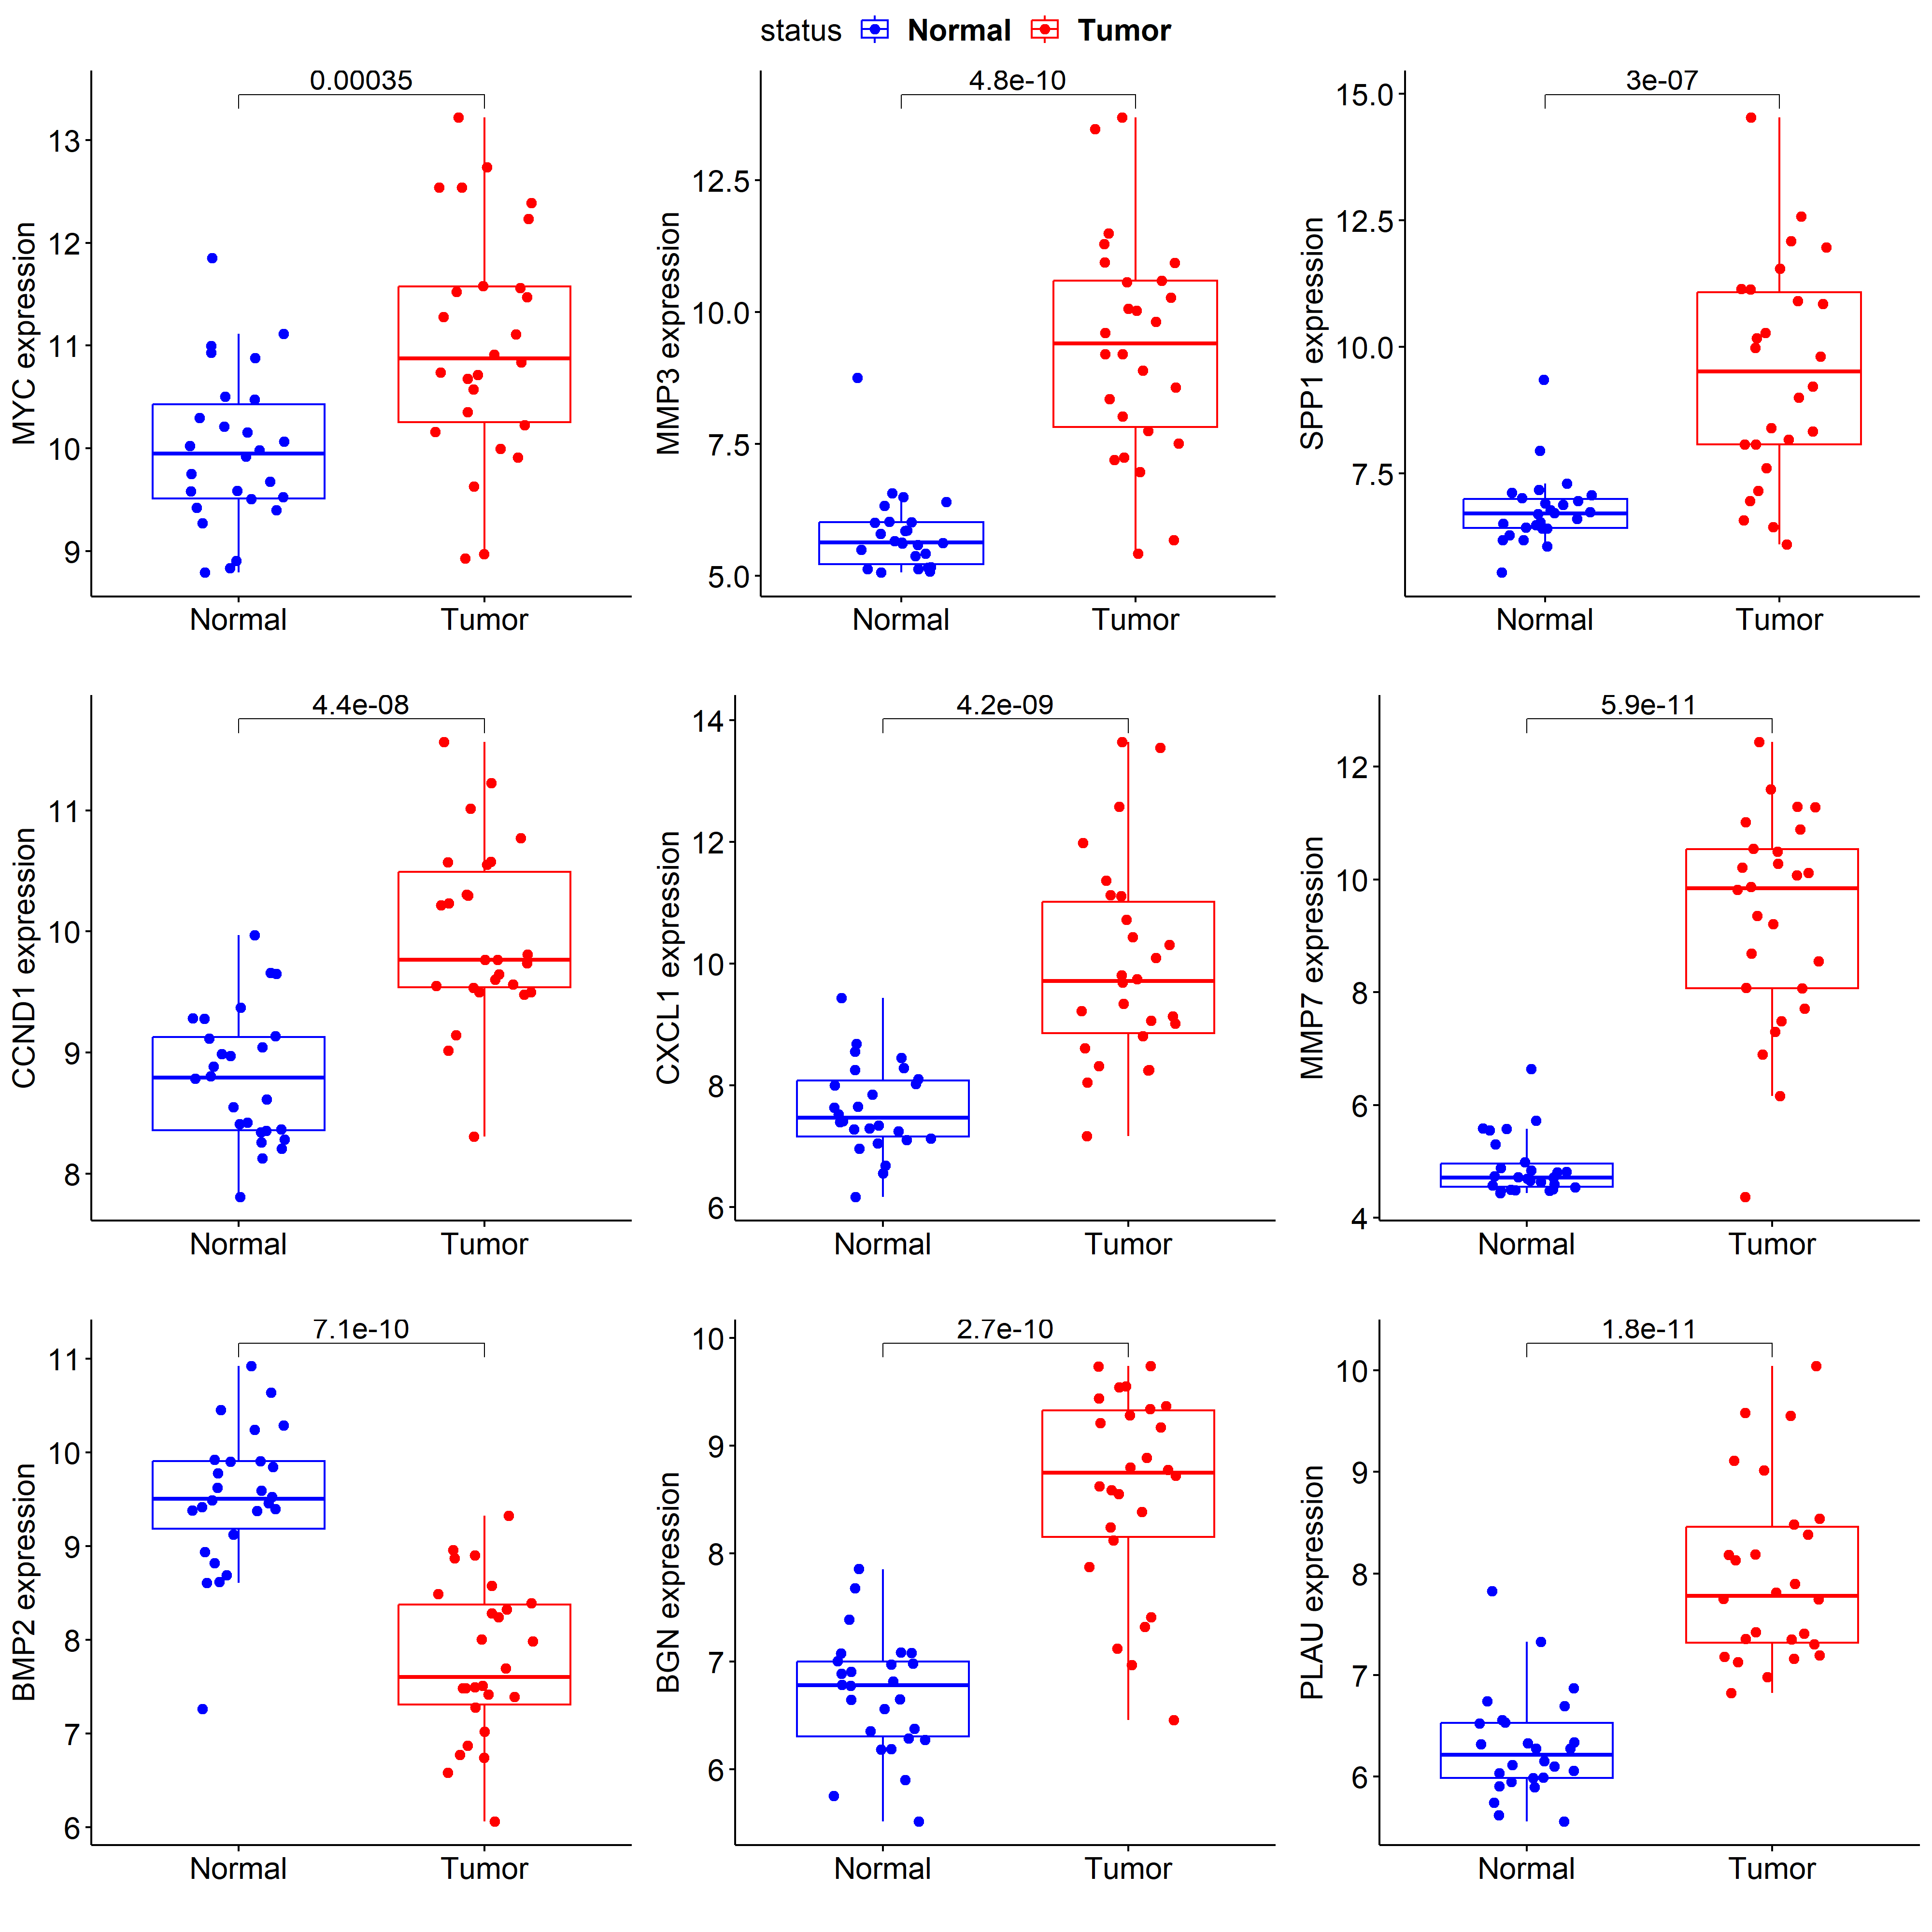 status Normal Tumor
0.00035
MYC expression
13
12
11
10
9
Normal Tumor
4.8e-10
MMP3 expression
12.5
10.0
7.5
5.0
Normal Tumor
3e-07
SPP1 expression
15.0
12.5
10.0
7.5
Normal Tumor
4.4e-08
CCND1 expression
11
10
9
8
Normal Tumor
4.2e-09
CXCL1 expression
14
12
10
8
6
Normal Tumor
5.9e-11
MMP7 expression
12
10
8
6
4
Normal Tumor
7.1e-10
BMP2 expression
11
10
9
8
7
6
Normal Tumor
2.7e-10
BGN expression
10
9
8
7
6
Normal Tumor
1.8e-11
PLAU expression
10
9
8
7
6
Normal Tumor